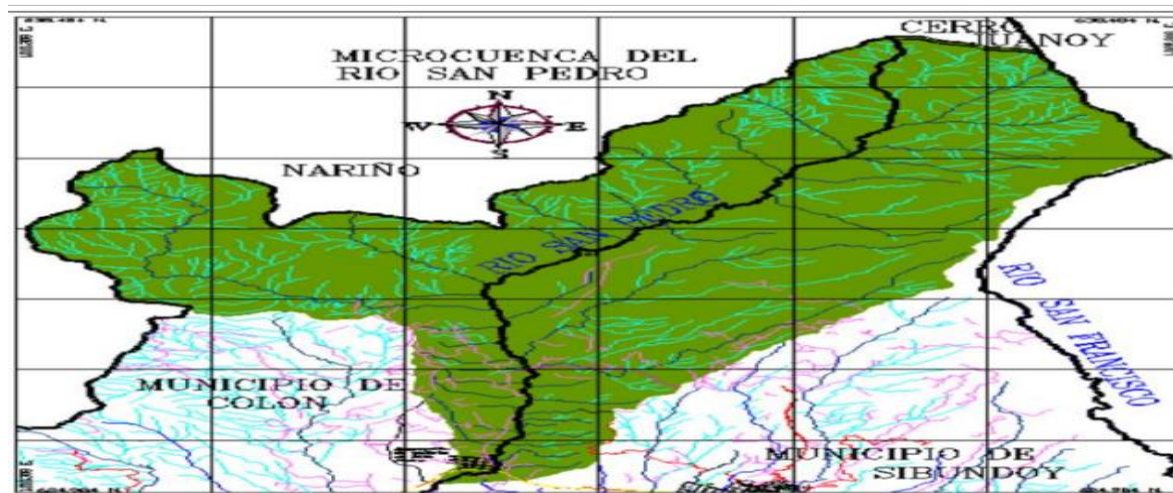 CERRO
JUANOY
MICROCUENCA DEL
RIO SAN PEDRO
N
W E
S
NARIÑO
RIO SAN PEDRO
RIO SAN FRANCISCO
MUNICIPIO DE
COLON
MUNICIPIO DE
SIBUNDOY